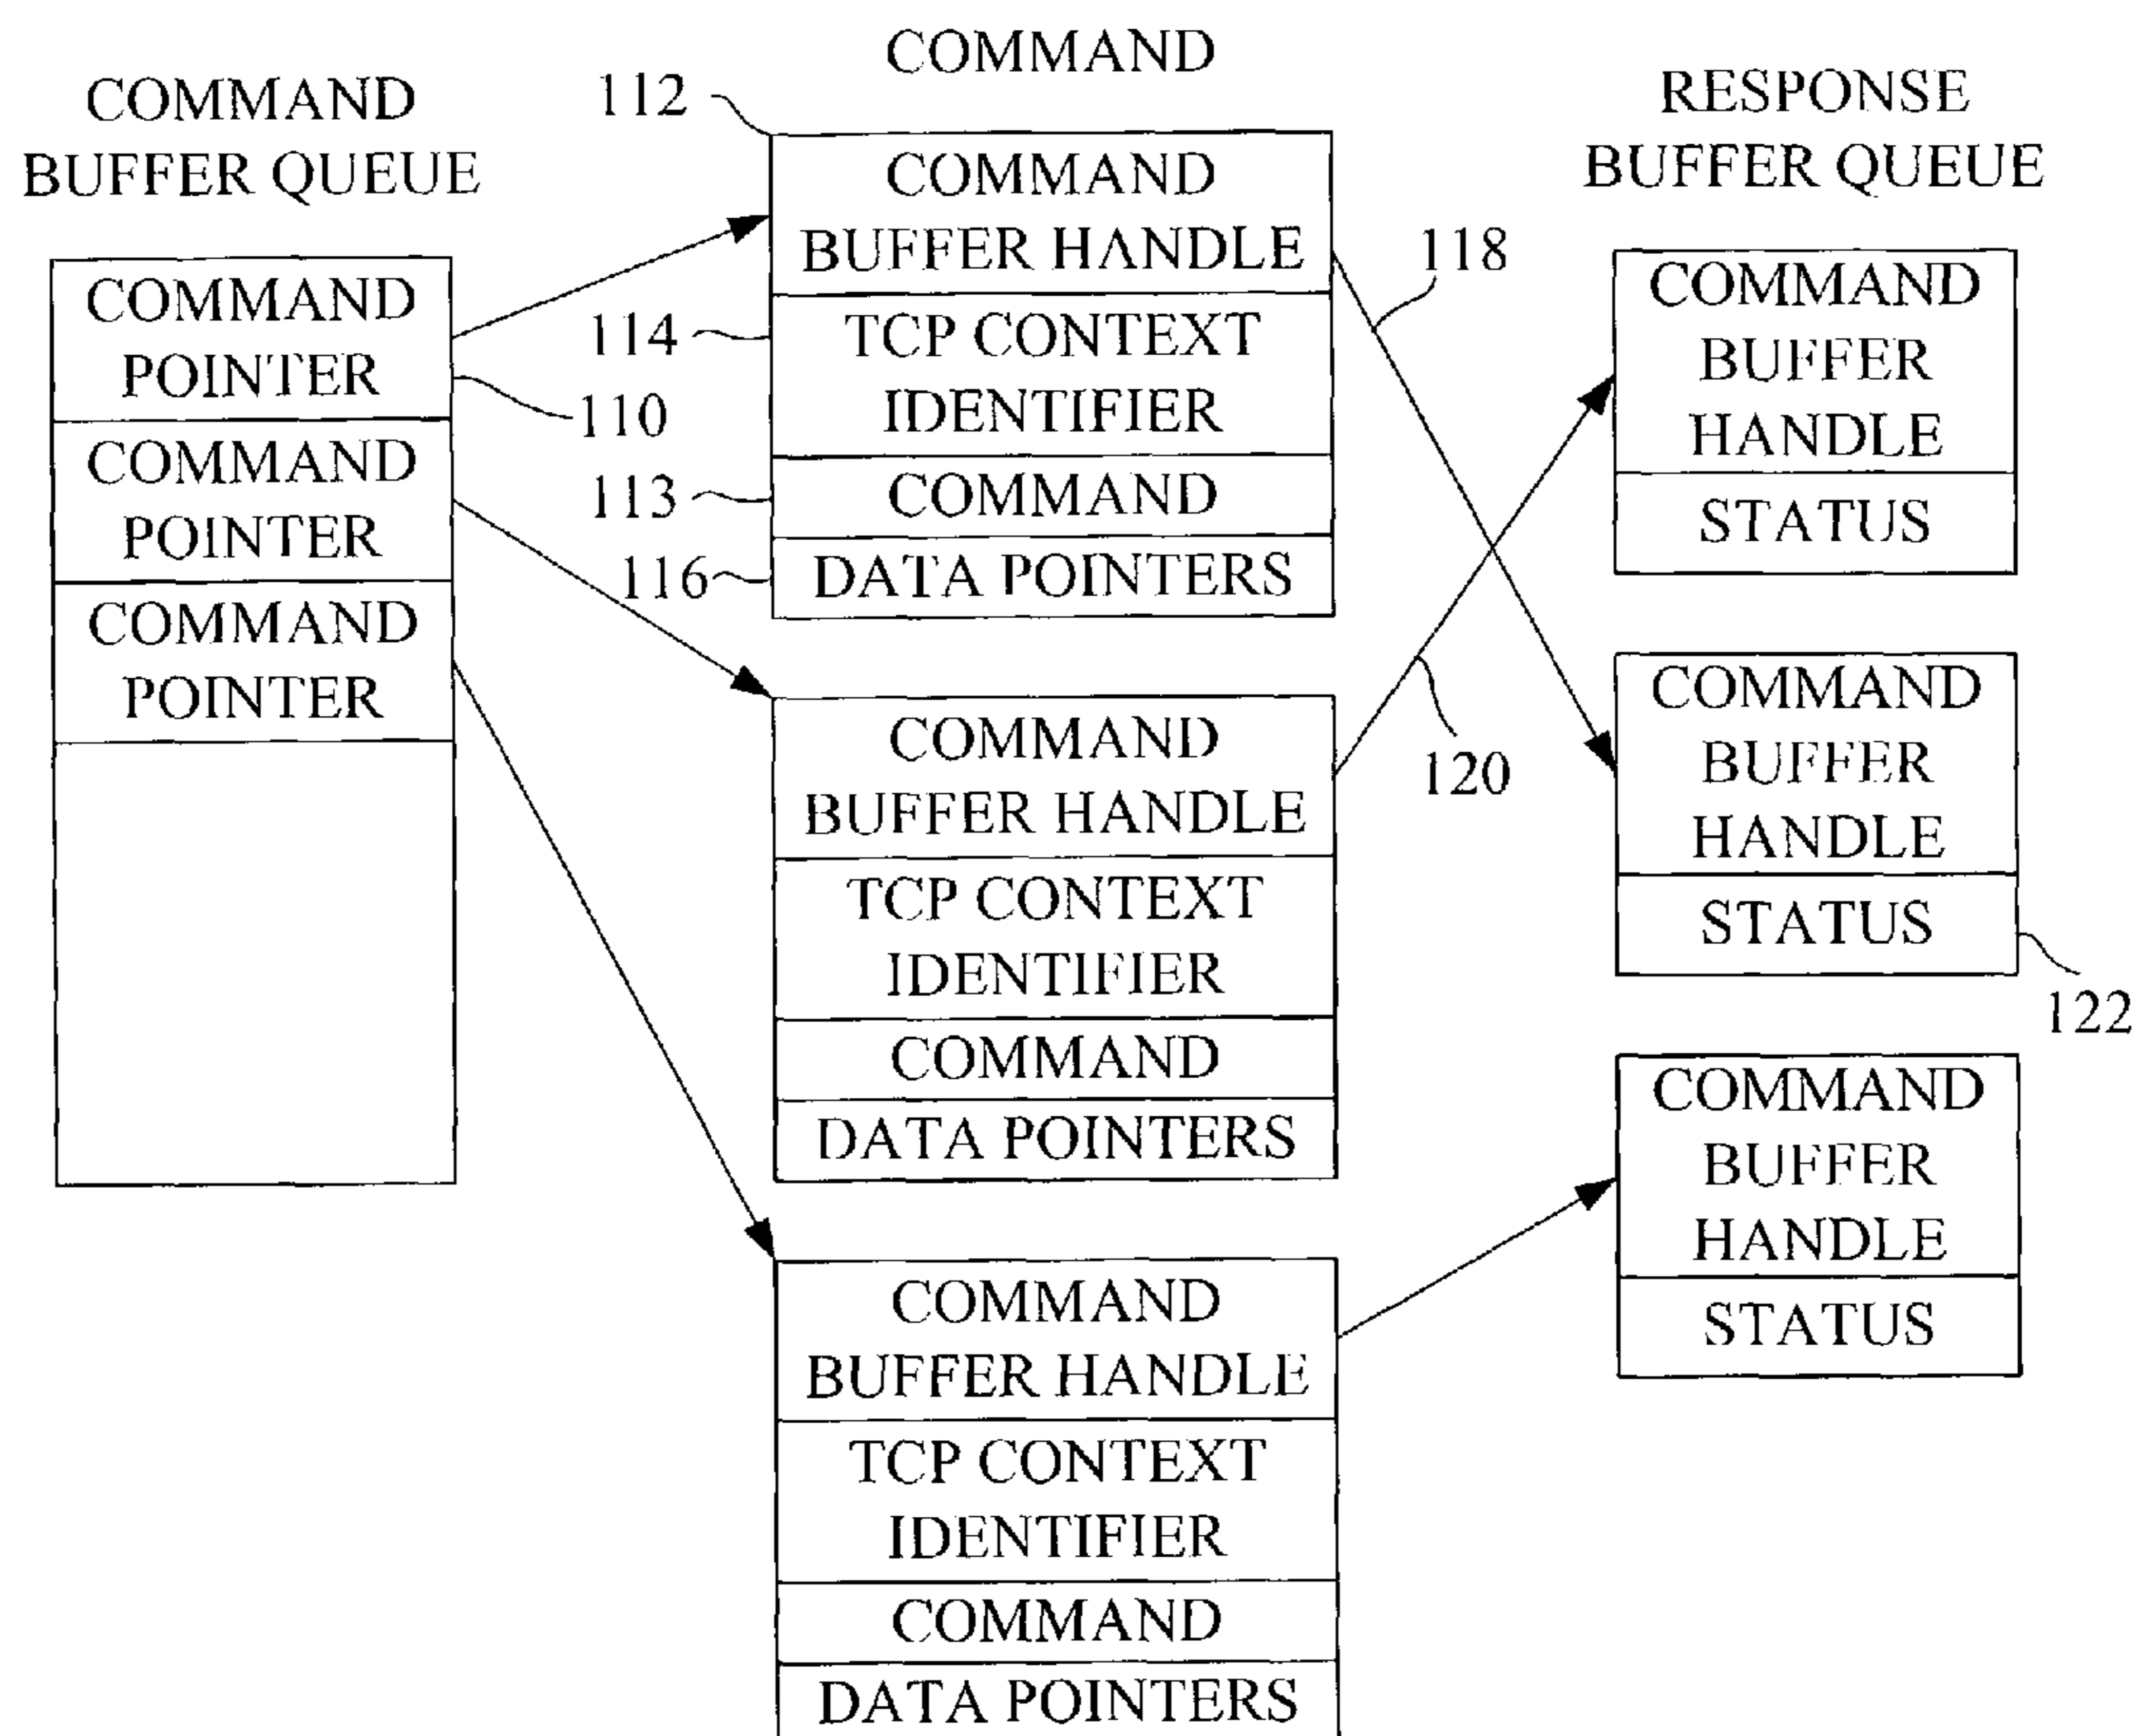 COMMAND
BUFFER QUEUE
COMMAND
POINTER
110
COMMAND
POINTER
COMMAND
POINTER
COMMAND
112
COMMAND
BUFFER HANDLE
114
TCP CONTEXT
IDENTIFIER
113
COMMAND
116
DATA POINTERS
COMMAND
BUFFER HANDLE
TCP CONTEXT
IDENTIFIER
COMMAND
DATA POINTERS
COMMAND
BUFFER HANDLE
TCP CONTEXT
IDENTIFIER
COMMAND
DATA POINTERS
118
120
RESPONSE
BUFFER QUEUE
COMMAND
BUFFER
HANDLE
STATUS
COMMAND
BUFFER
HANDLE
STATUS
122
COMMAND
BUFFER
HANDLE
STATUS